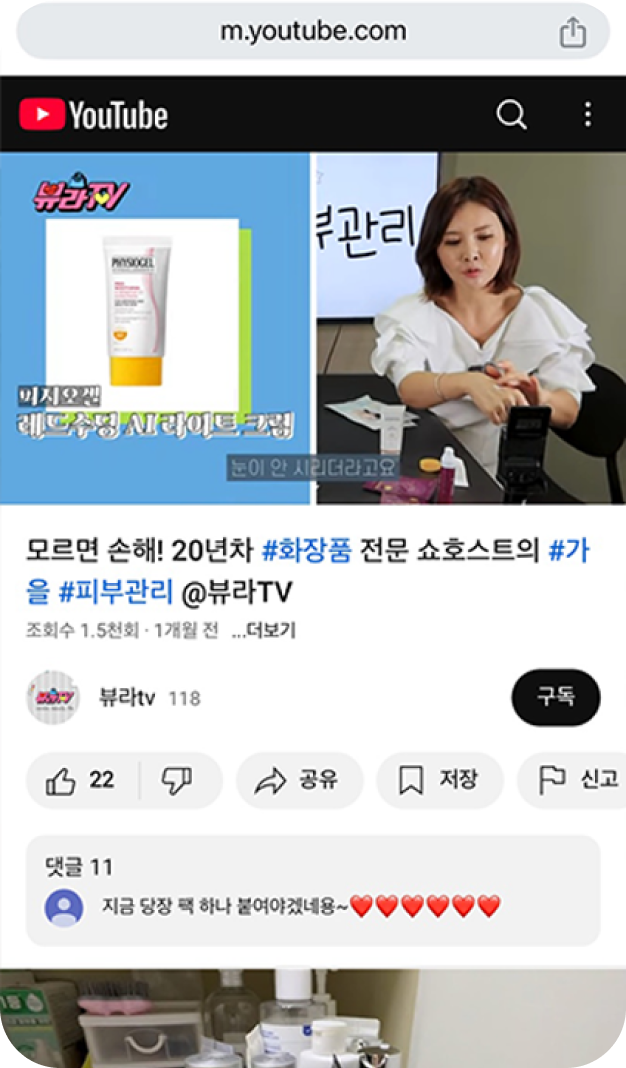 m.youtube.com
YouTube
뷰라TV
PHYSIOGEL
피지오겔
레드수딩 AI 라이트 크림
부관리
눈이 안 시리더라고요
모르면 손해! 20년차 #화장품 전문 쇼호스트의 #가
을 #피부관리 @뷰라TV
조회수 1.5천회 · 1개월 전 ...더보기
뷰라tv 118
구독
22
공유
저장
신고
댓글 11
지금 당장 팩 하나 붙여야겠네용~❤️❤️❤️❤️❤️❤️